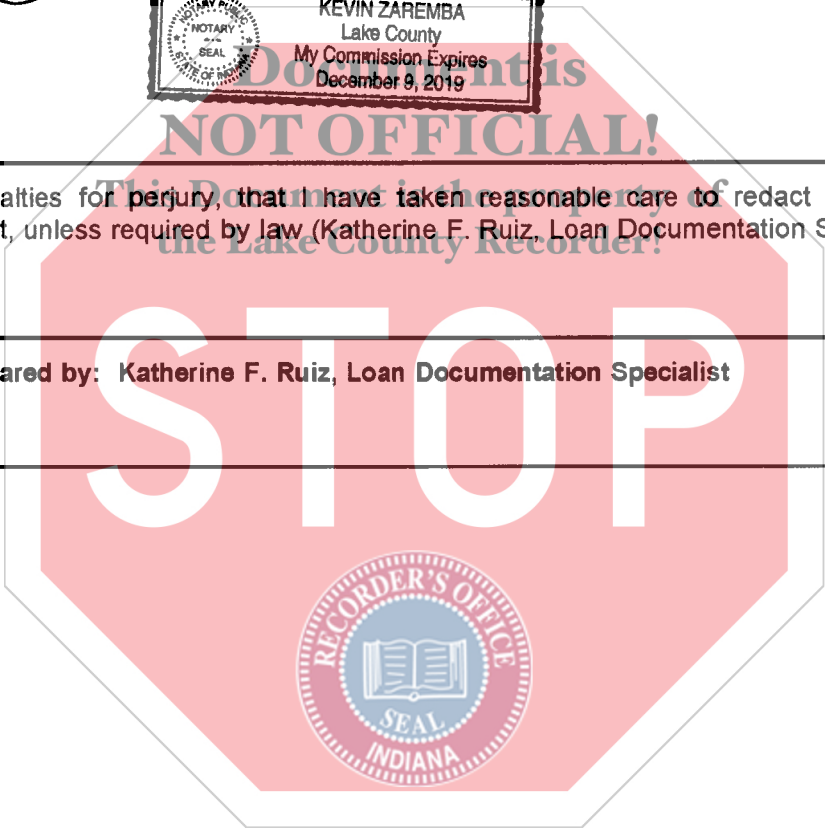 NOTARY PUBLIC
NOTARY
SEAL
STATE OF INDIANA
KEVIN ZAREMBA
Lake County
My Commission Expires
December 9, 2019
Document is
NOT OFFICIAL!
This Document is the property of
the Lake County Recorder!
alties for perjury, that I have taken reasonable care to redact
t, unless required by law (Katherine F. Ruiz, Loan Documentation S
ared by: Katherine F. Ruiz, Loan Documentation Specialist
STOP
RECORDER'S OFFICE
SEAL
INDIANA